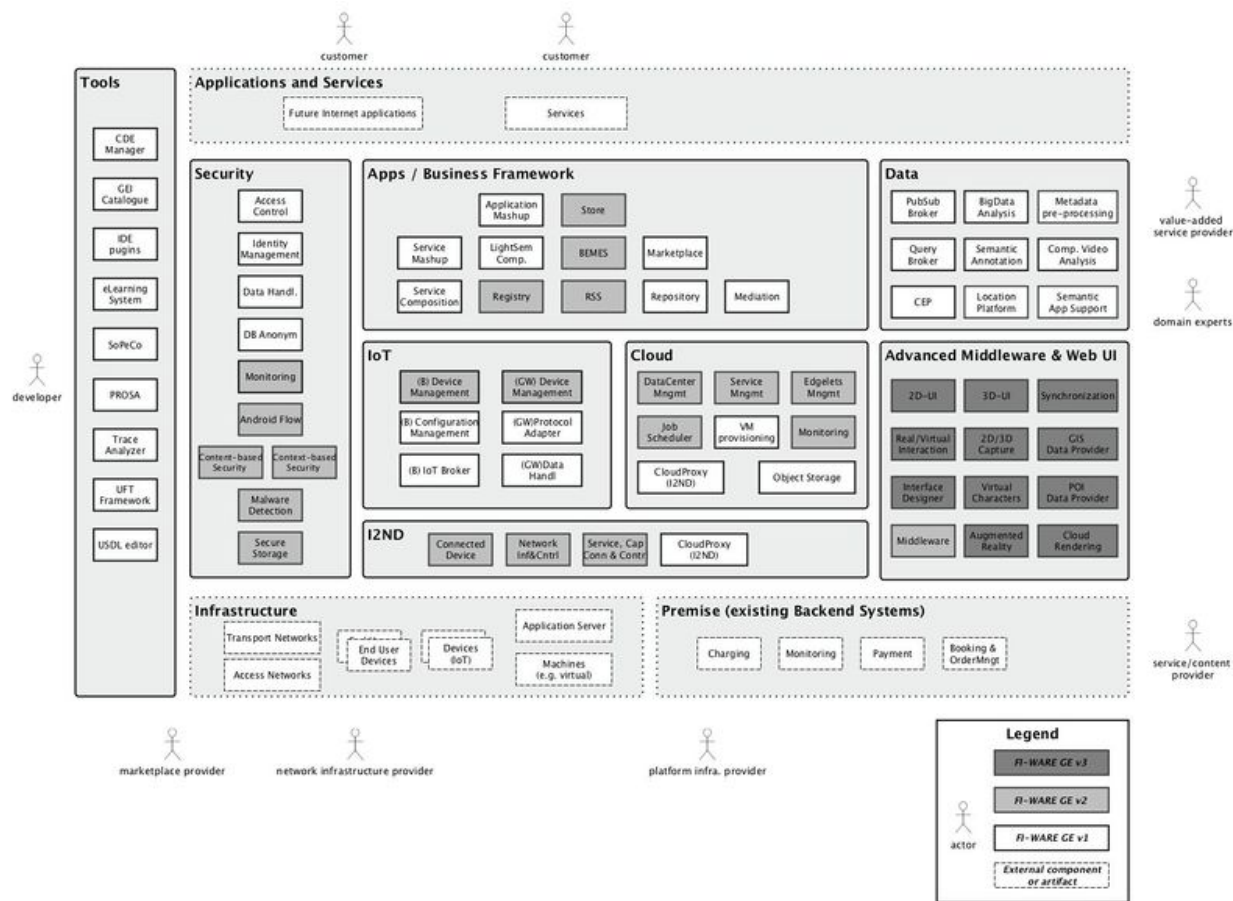 customer
customer
Tools
CDE
Manager
GEI
Catalogue
IDE
pugins
eLearning
System
SoPeCo
PROSA
Trace
Analyzer
UFT
Framework
USDL editor
Applications and Services
Future Internet applications
Services
Security
Access
Control
Identity
Management
Data Handl.
DB Anonym
Monitoring
Android Flow
Content-based
Security
Context-based
Security
Malware
Detection
Secure
Storage
Apps / Business Framework
Application
Mashup
Store
Service
Mashup
LightSem
Comp.
BEMES
Marketplace
Service
Composition
Registry
RSS
Repository
Mediation
Data
PubSub
Broker
BigData
Analysis
Metadata
pre-processing
Query
Broker
Semantic
Annotation
Comp. Video
Analysis
CEP
Location
Platform
Semantic
App Support
value-added
service provider
domain experts
developer
IoT
(B) Device
Management
(GW) Device
Management
(B) Configuration
Management
(GW)Protocol
Adapter
(B) IoT Broker
(GW)Data
Handl
Cloud
DataCenter
Mngmt
Service
Mngmt
Edgelets
Mngmt
Job
Scheduler
VM
provisioning
Monitoring
CloudProxy
(I2ND)
Object Storage
Advanced Middleware & Web UI
2D-UI
3D-UI
Synchronization
Real/Virtual
Interaction
2D/3D
Capture
GIS
Data Provider
Interface
Designer
Virtual
Characters
POI
Data Provider
Middleware
Augmented
Reality
Cloud
Rendering
I2ND
Connected
Device
Network
Inf&Cntrl
Service, Cap
Conn & Contr
CloudProxy
(I2ND)
Infrastructure
Transport Networks
Access Networks
End User
Devices
Devices
(IoT)
Application Server
Machines
(e.g. virtual)
Premise (existing Backend Systems)
Charging
Monitoring
Payment
Booking &
OrderMngt
service/content
provider
marketplace provider
network infrastructure provider
platform infra. provider
Legend
actor
FI-WARE GE v3
FI-WARE GE v2
FI-WARE GE v1
External component
or artifact